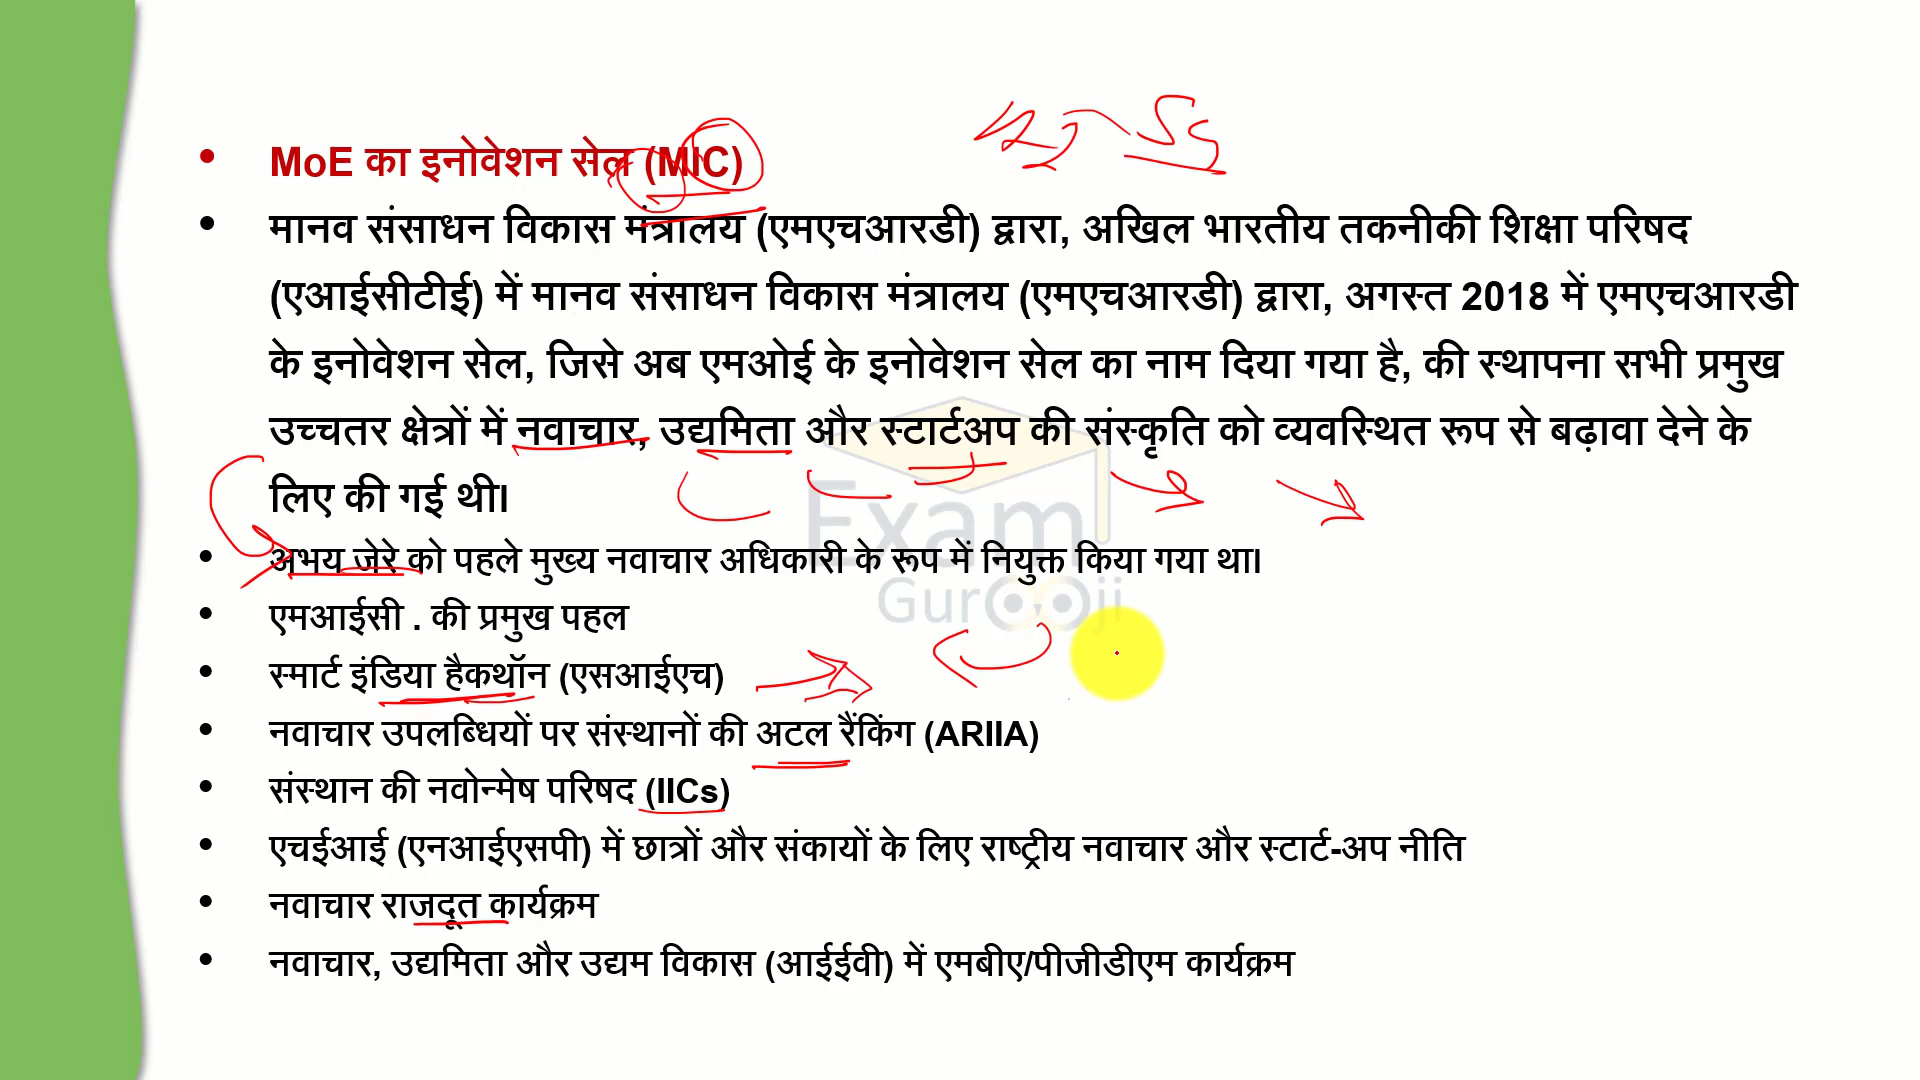 MoE का इनोवेशन सेल (MIC)
मानव संसाधन विकास मंत्रालय (एमएचआरडी) द्वारा, अखिल भारतीय तकनीकी शिक्षा परिषद
(एआईसीटीई) में मानव संसाधन विकास मंत्रालय (एमएचआरडी) द्वारा, अगस्त 2018 में एमएचआरडी
के इनोवेशन सेल, जिसे अब एमओई के इनोवेशन सेल का नाम दिया गया है, की स्थापना सभी प्रमुख
उच्चतर क्षेत्रों में नवाचार, उद्यमिता और स्टार्टअप की संस्कृति को व्यवस्थित रूप से बढ़ावा देने के
लिए की गई थी।
Exam
Gurooji
अभय जेरे को पहले मुख्य नवाचार अधिकारी के रूप में नियुक्त किया गया था।
एमआईसी . की प्रमुख पहल
स्मार्ट इंडिया हैकथॉन (एसआईएच)
नवाचार उपलब्धियों पर संस्थानों की अटल रैंकिंग (ARIIA)
संस्थान की नवोन्मेष परिषद (IICs)
एचईआई (एनआईएसपी) में छात्रों और संकायों के लिए राष्ट्रीय नवाचार और स्टार्ट-अप नीति
नवाचार राजदूत कार्यक्रम
नवाचार, उद्यमिता और उद्यम विकास (आईईवी) में एमबीए/पीजीडीएम कार्यक्रम